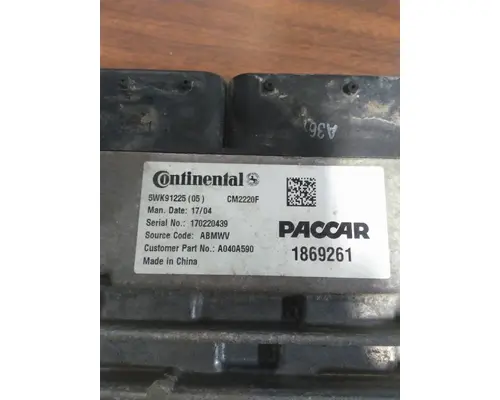 A36
Continental
5WK91225 (05) CM2220F
Man. Date: 17/04
Serial No.: 170220439
Source Code: ABMWV
Customer Part No.: A040A590
Made in China
PACCAR
1869261